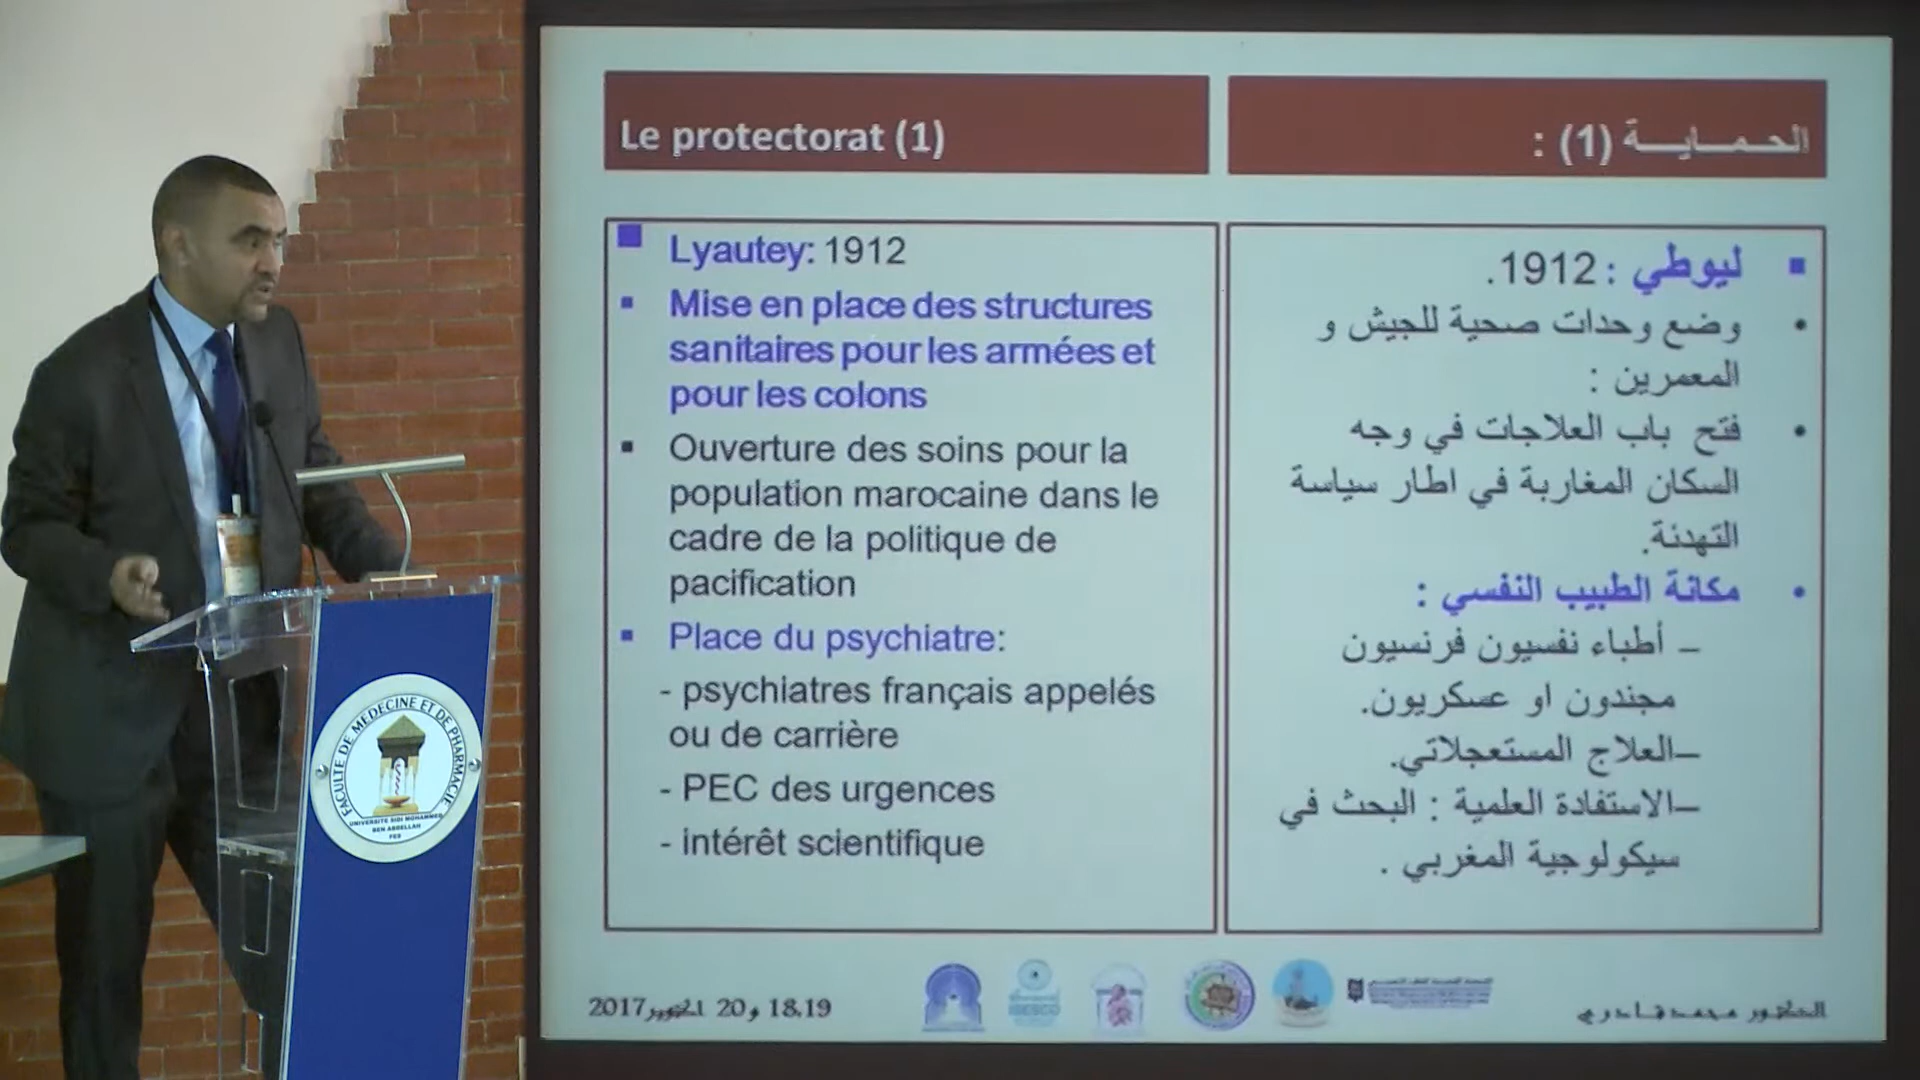 Le protectorat (1)
الحماية (1) :
Lyautey: 1912
Mise en place des structures
sanitaires pour les armées et
pour les colons
Ouverture des soins pour la
population marocaine dans le
cadre de la politique de
pacification
Place du psychiatre:
- psychiatres français appelés
ou de carrière
- PEC des urgences
- intérêt scientifique
ليوطي : 1912.
وضع وحدات صحية للجيش و
المعمرين :
فتح باب العلاجات في وجه
السكان المغاربة في اطار سياسة
التهدنة.
مكانة الطبيب النفسي :
– أطباء نفسيون فرنسيون
مجندون او عسكريون.
–العلاج المستعجلاتي.
–الاستفادة العلمية : البحث في
سيكولوجية المغربي .
18،19 و 20 اكتوبر 2017
الدكتور محمد قادري
FACULTE DE MEDECINE ET DE PHARMACIE
UNIVERSITE SIDI MOHAMMED
BEN ABDELLAH
FES